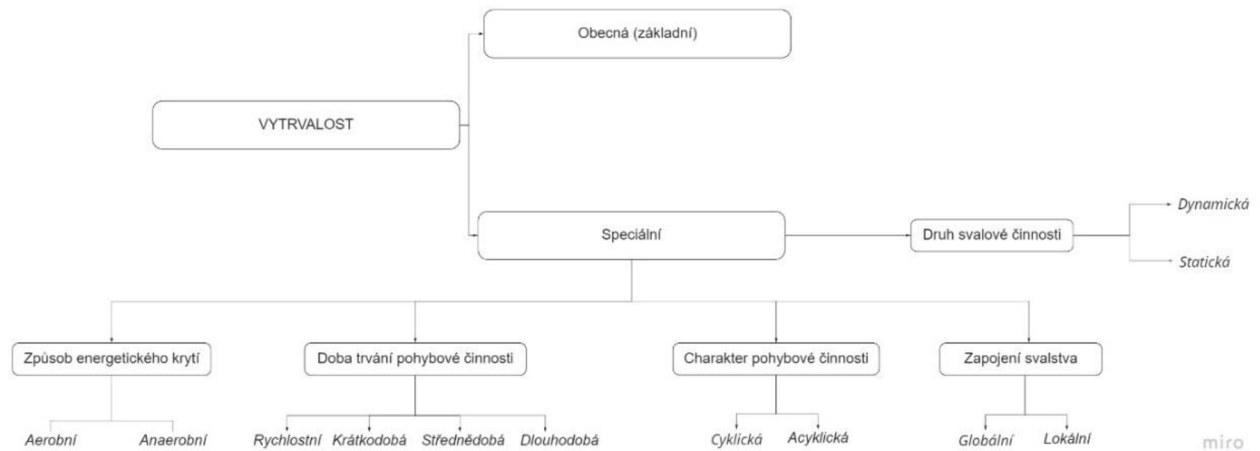 Obecná (základní)
VYTRVALOST
Speciální
Druh svalové činnosti
Dynamická
Statická
Způsob energetického krytí
Doba trvání pohybové činnosti
Charakter pohybové činnosti
Zapojení svalstva
Aerobní
Anaerobní
Rychlostní
Krátkodobá
Střednědobá
Dlouhodobá
Cyklická
Acyklická
Globální
Lokální
miro